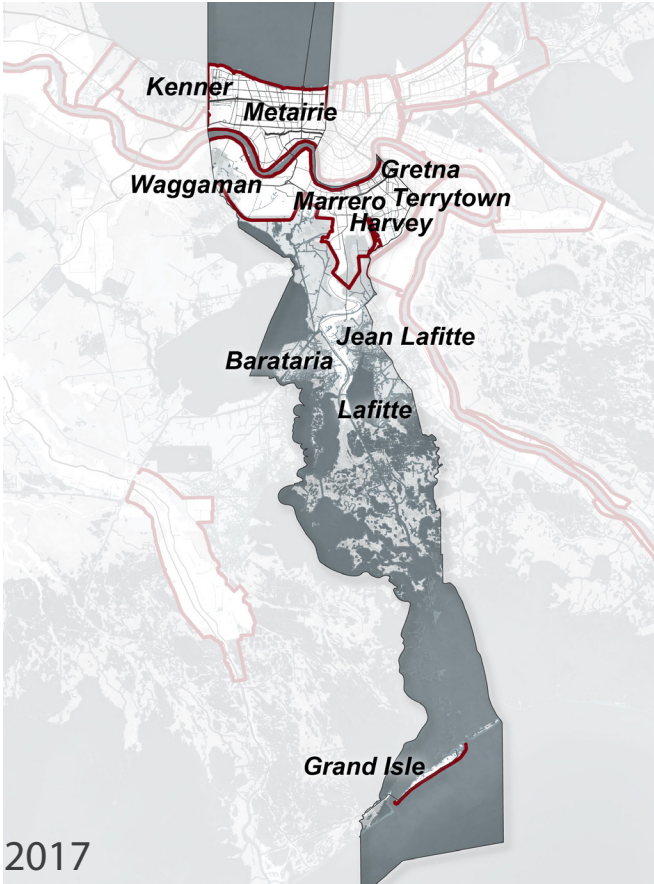 Kenner
Metairie
Gretna
Waggaman
Marrero
Terrytown
Harvey
Jean Lafitte
Barataria
Lafitte
Grand Isle
2017